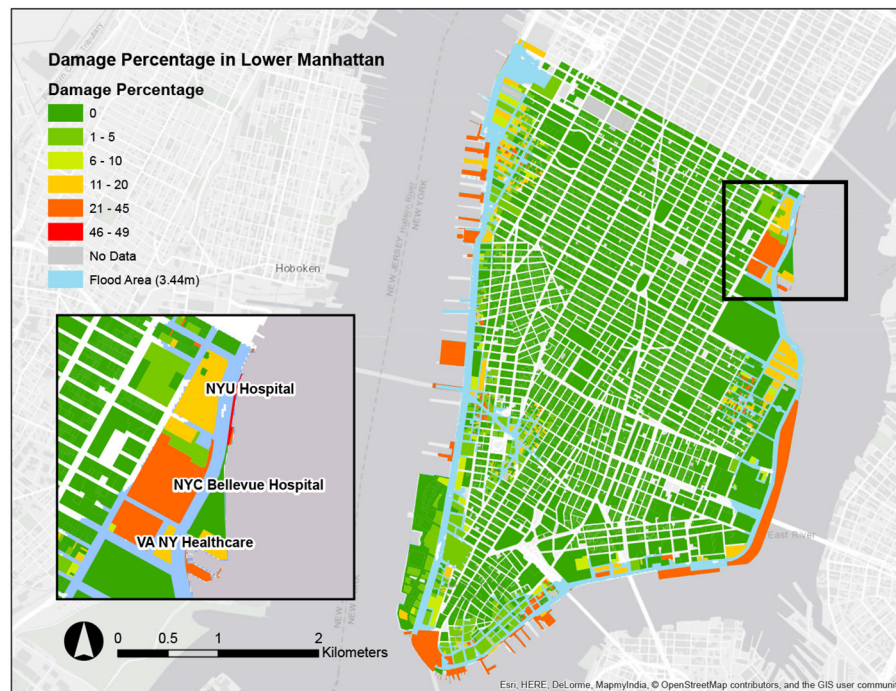 Damage Percentage in Lower Manhattan
Damage Percentage
0
1 - 5
6 - 10
11 - 20
21 - 45
46 - 49
No Data
Flood Area (3.44m)
Hoboken
NEW JERSEY
NEW YORK
Hudson River
East River
NYU Hospital
NYC Bellevue Hospital
VA NY Healthcare
0 0.5 1 2
Kilometers
Esri, HERE, DeLorme, MapmyIndia, © OpenStreetMap contributors, and the GIS user communi